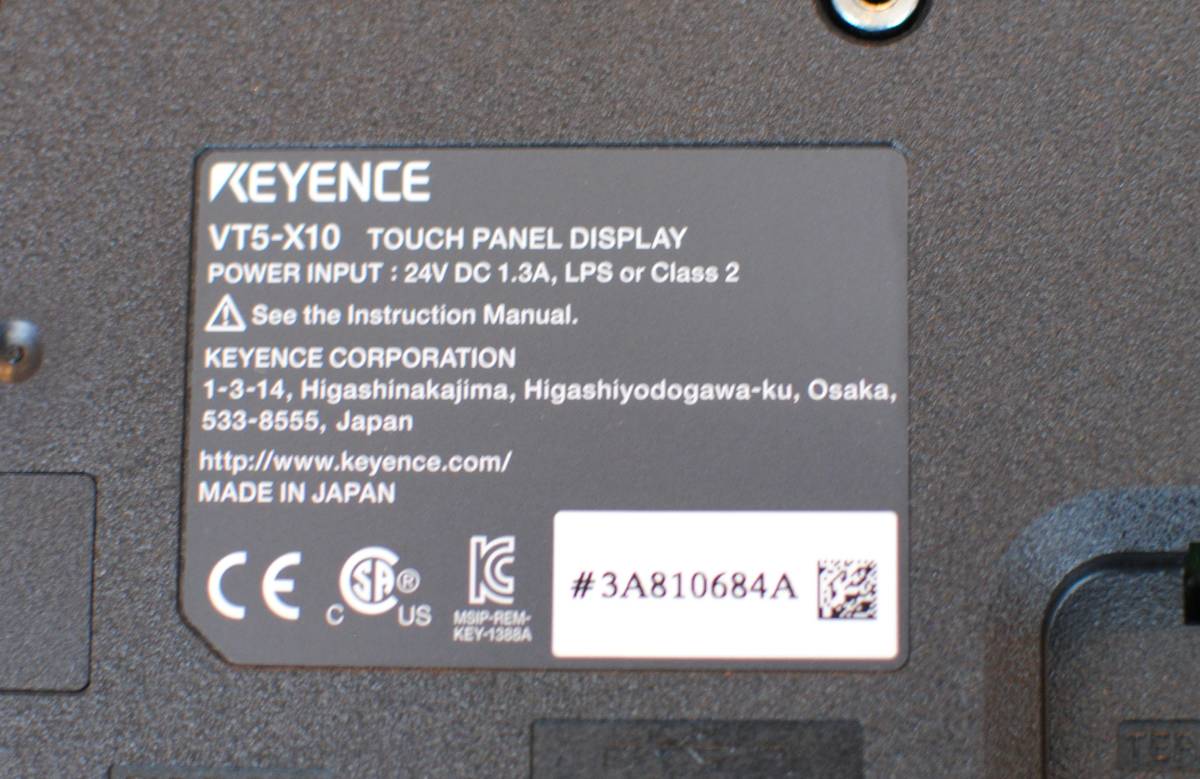 KEYENCE
VT5-X10 TOUCH PANEL DISPLAY
POWER INPUT : 24V DC 1.3A, LPS or Class 2
See the Instruction Manual.
KEYENCE CORPORATION
1-3-14, Higashinakajima, Higashiyodogawa-ku, Osaka,
533-8555, Japan
http://www.keyence.com/
MADE IN JAPAN
CE
C SA ® US
KC
MSIP-REM-
KEY-1388A
#3A810684A